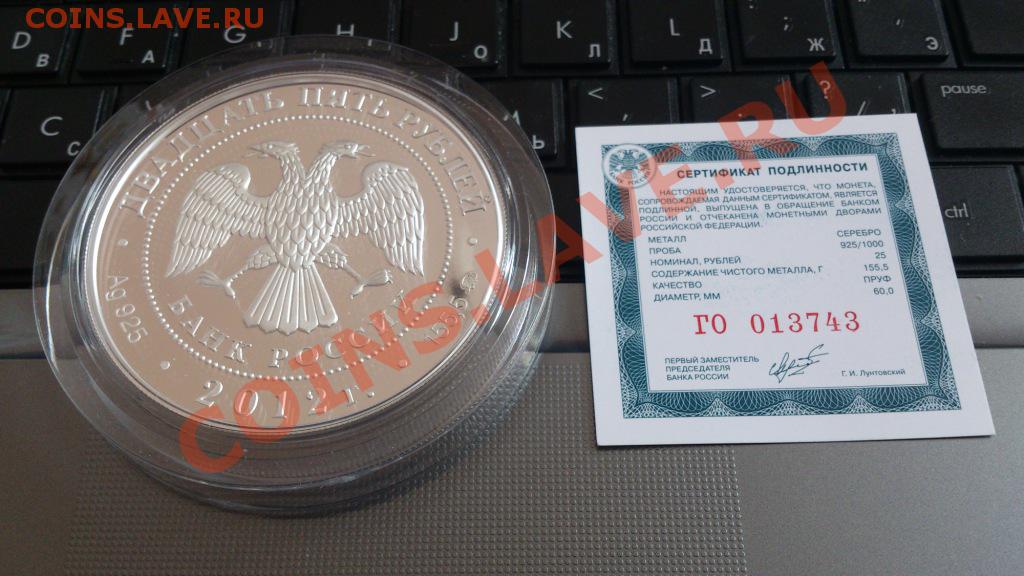 COINS.LAVE.РУ
ДВАДЦАТЬ ПЯТЬ РУБЛЕЙ
Ag 925
155,5
БАНК РОССИИ
2012 г.
СЕРТИФИКАТ ПОДЛИННОСТИ
НАСТОЯЩИМ УДОСТОВЕРЯЕТСЯ, ЧТО МОНЕТА,
СОПРОВОЖДАЕМАЯ ДАННЫМ СЕРТИФИКАТОМ, ЯВЛЯЕТСЯ
ПОДЛИННОЙ, ВЫПУЩЕНА В ОБРАЩЕНИЕ БАНКОМ
РОССИИ И ОТЧЕКАНЕНА МОНЕТНЫМИ ДВОРАМИ
РОССИЙСКОЙ ФЕДЕРАЦИИ.
МЕТАЛЛ СЕРЕБРО
ПРОБА 925/1000
НОМИНАЛ, РУБЛЕЙ 25
СОДЕРЖАНИЕ ЧИСТОГО МЕТАЛЛА, Г 155,5
КАЧЕСТВО ПРУФ
ДИАМЕТР, ММ 60,0
ГО 013743
ПЕРВЫЙ ЗАМЕСТИТЕЛЬ
ПРЕДСЕДАТЕЛЯ
БАНКА РОССИИ
Г. И. Лунтовский
COINS.LAVE.RU
D В
F А
G
J О
K Л
L Д
Ж
Э
C С
Ь
<
>
?
pause
ctrl